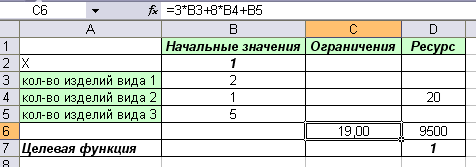 C6 fx =3*B3+8*B4+B5
A B C D
1 Начальные значения Ограничения Ресурс
2 X 1
3 кол-во изделий вида 1 2
4 кол-во изделий вида 2 1 20
5 кол-во изделий вида 3 5
6 19,00 9500
7 Целевая функция 1
8